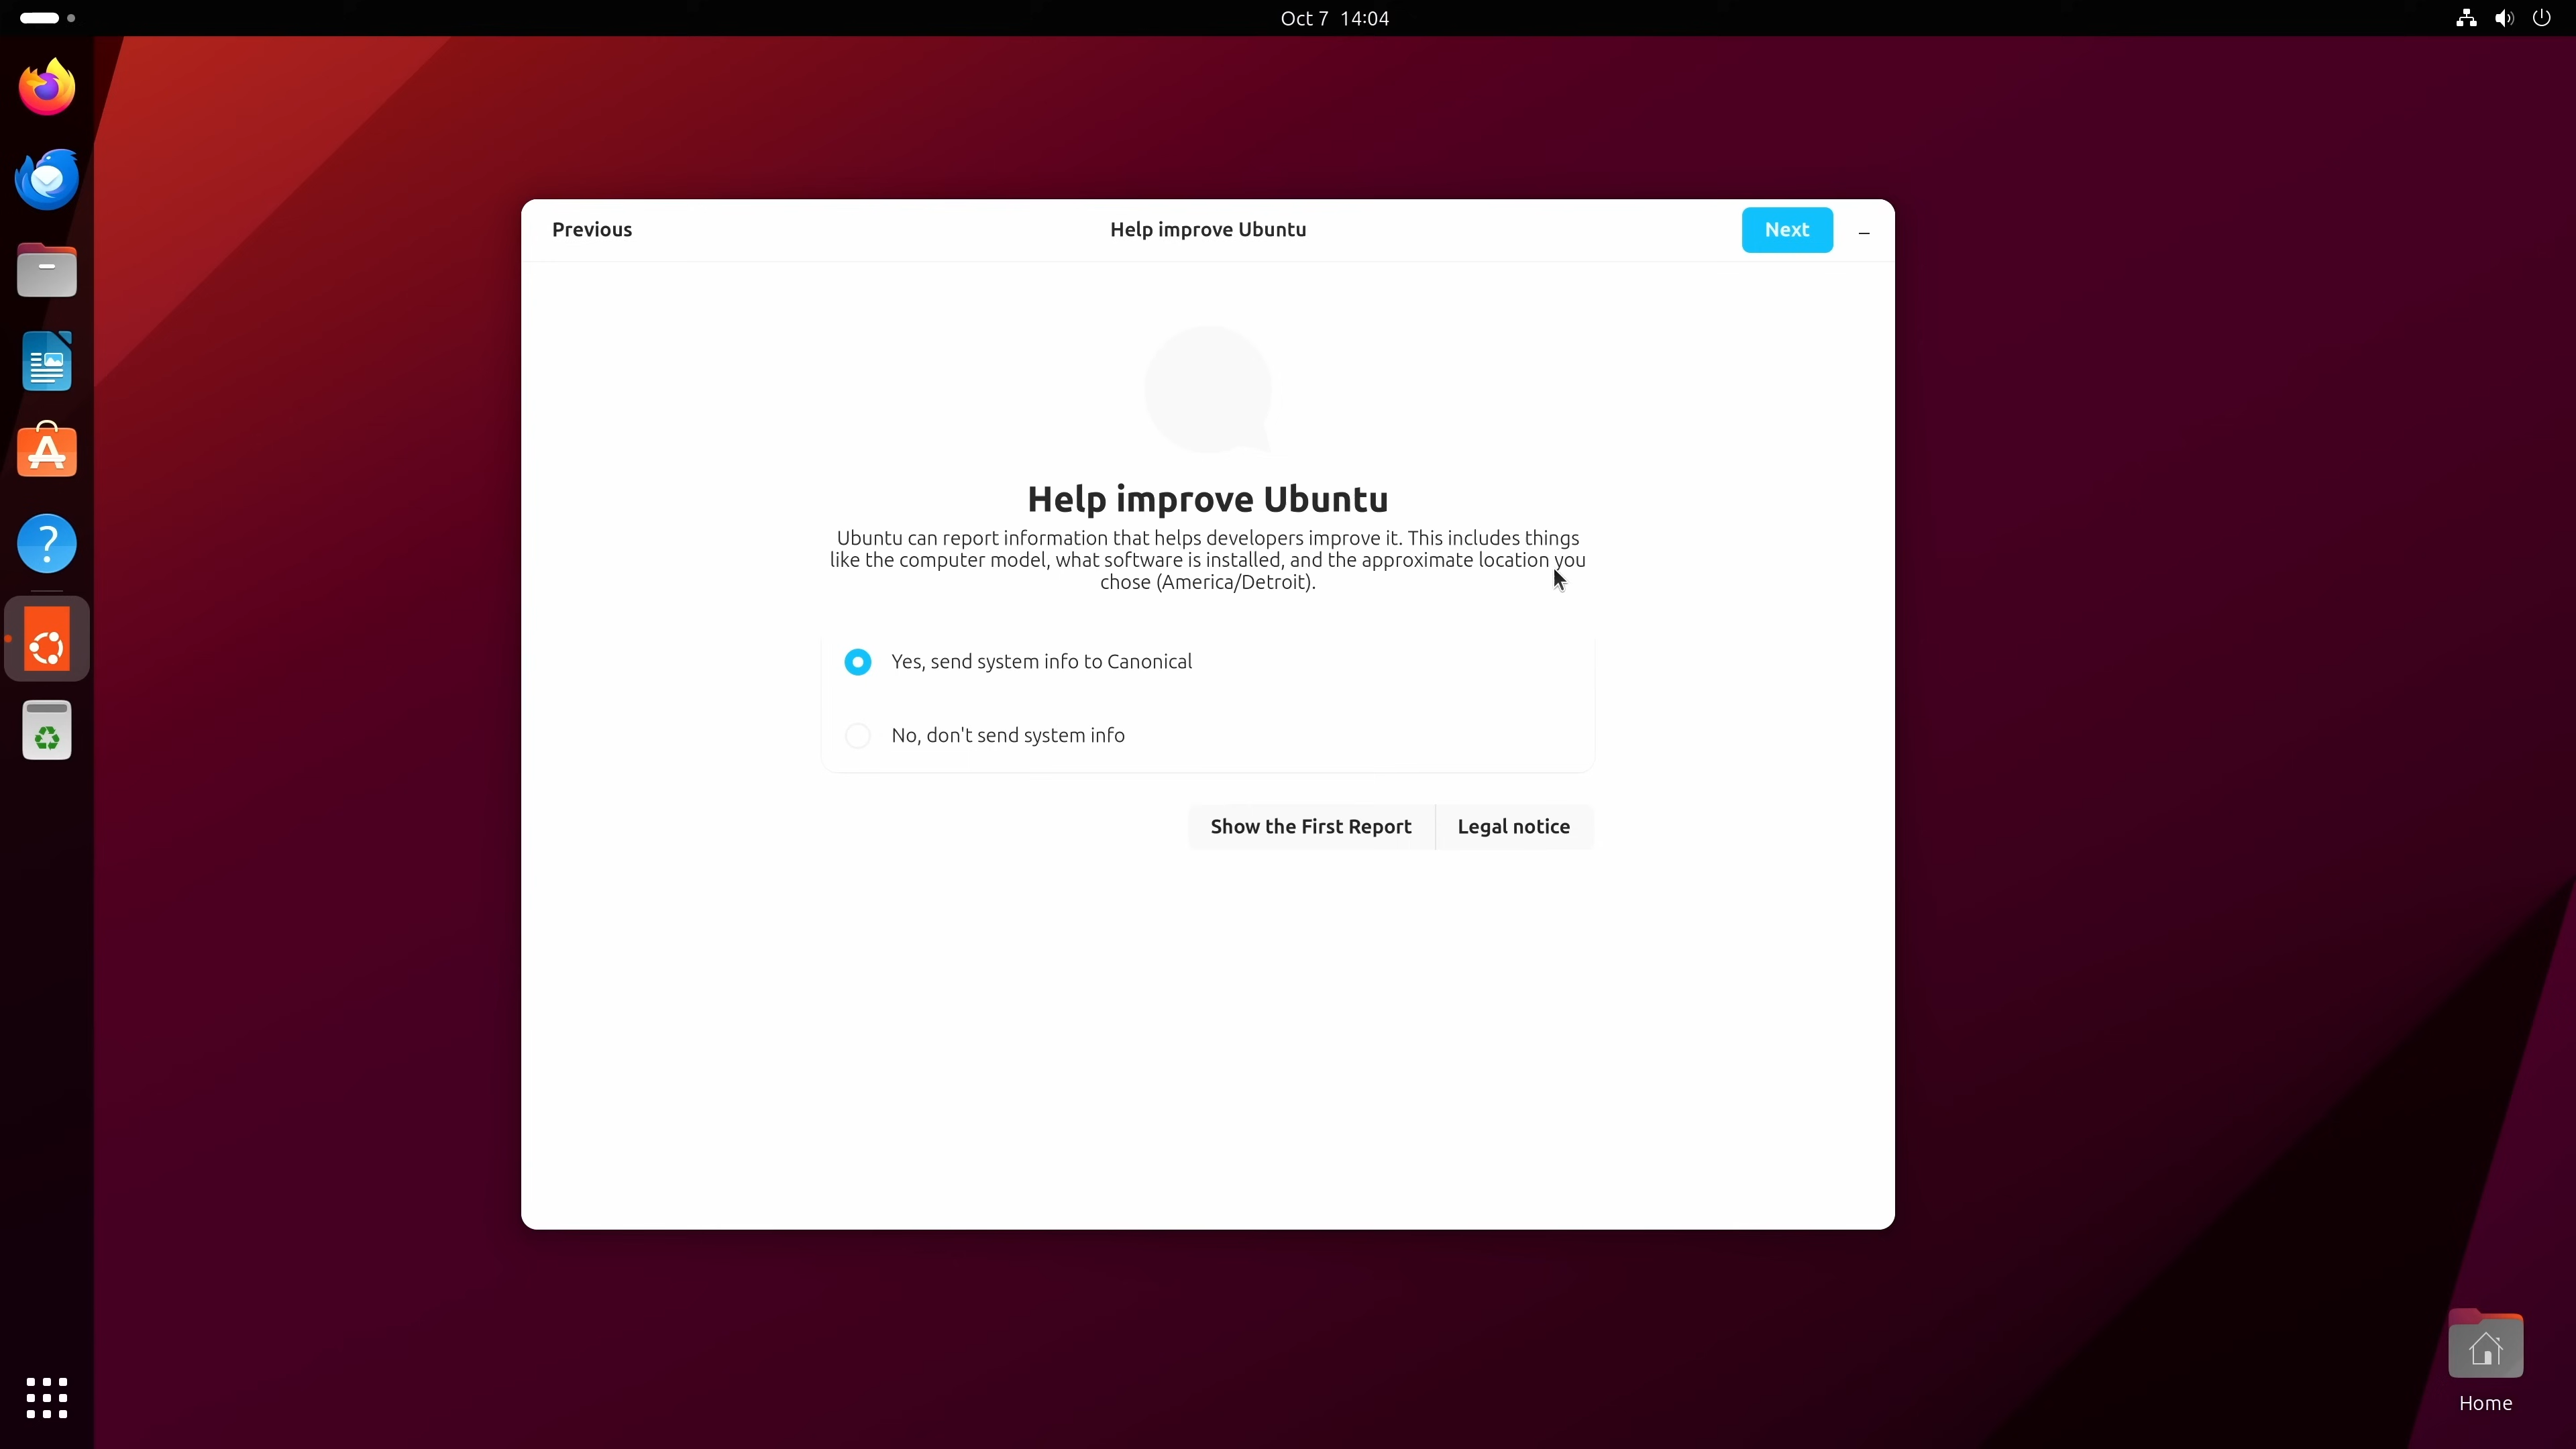 Oct 7 14:04
Previous
Help improve Ubuntu
Next
Help improve Ubuntu
Ubuntu can report information that helps developers improve it. This includes things
like the computer model, what software is installed, and the approximate location you
chose (America/Detroit).
Yes, send system info to Canonical
No, don't send system info
Show the First Report
Legal notice
Home